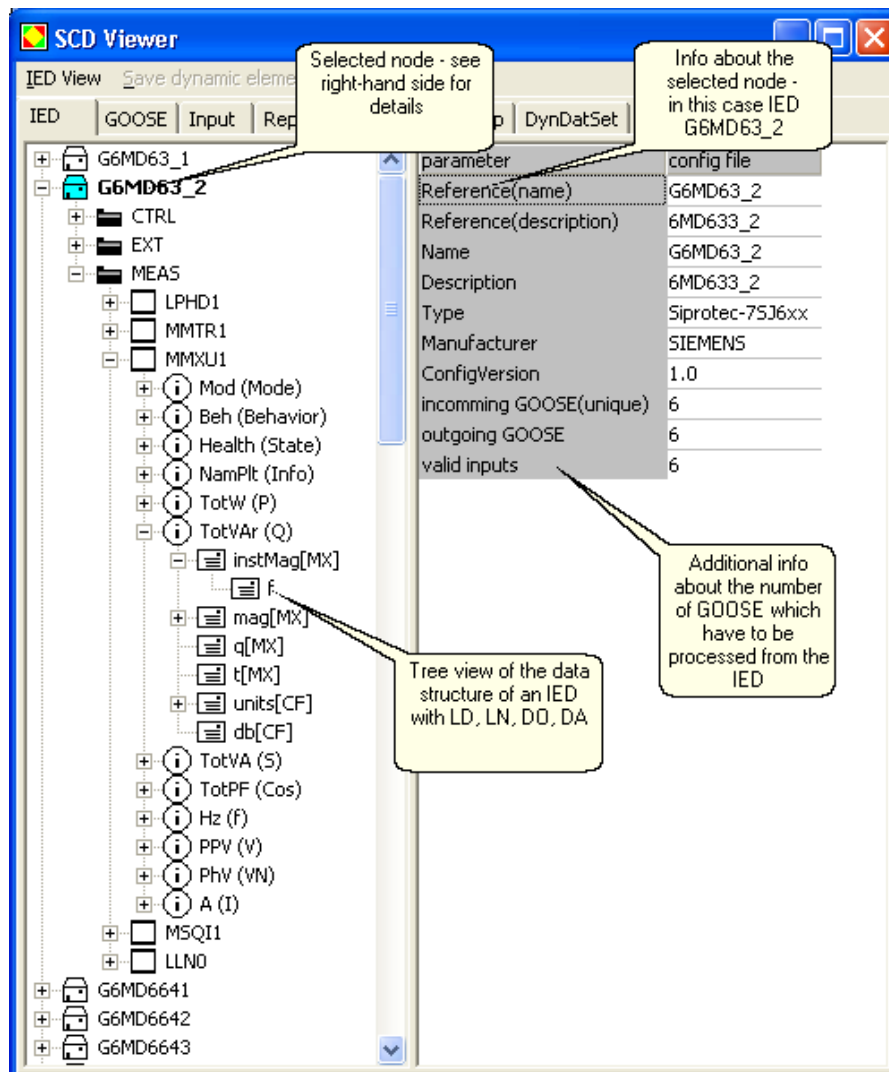 SCD Viewer
IED View Save dynamic eleme
Selected node - see
right-hand side for
details
Info about the
selected node -
in this case IED
G6MD63_2
IED GOOSE Input Rep p DynDatSet
G6MD63_1
G6MD63_2
CTRL
EXT
MEAS
LPHD1
MMTR1
MMXU1
Mod (Mode)
Beh (Behavior)
Health (State)
NamPlt (Info)
TotW (P)
TotVAr (Q)
instMag[MX]
f
mag[MX]
q[MX]
t[MX]
units[CF]
db[CF]
TotVA (S)
TotPF (Cos)
Hz (f)
PPV (V)
PhV (VN)
A (I)
MSQI1
LLN0
G6MD6641
G6MD6642
G6MD6643
parameter config file
Reference(name) G6MD63_2
Reference(description) 6MD633_2
Name G6MD63_2
Description 6MD633_2
Type Siprotec-7SJ6xx
Manufacturer SIEMENS
ConfigVersion 1.0
incomming GOOSE(unique) 6
outgoing GOOSE 6
valid inputs 6
Additional info
about the number
of GOOSE which
have to be
processed from the
IED
Tree view of the data
structure of an IED
with LD, LN, DO, DA